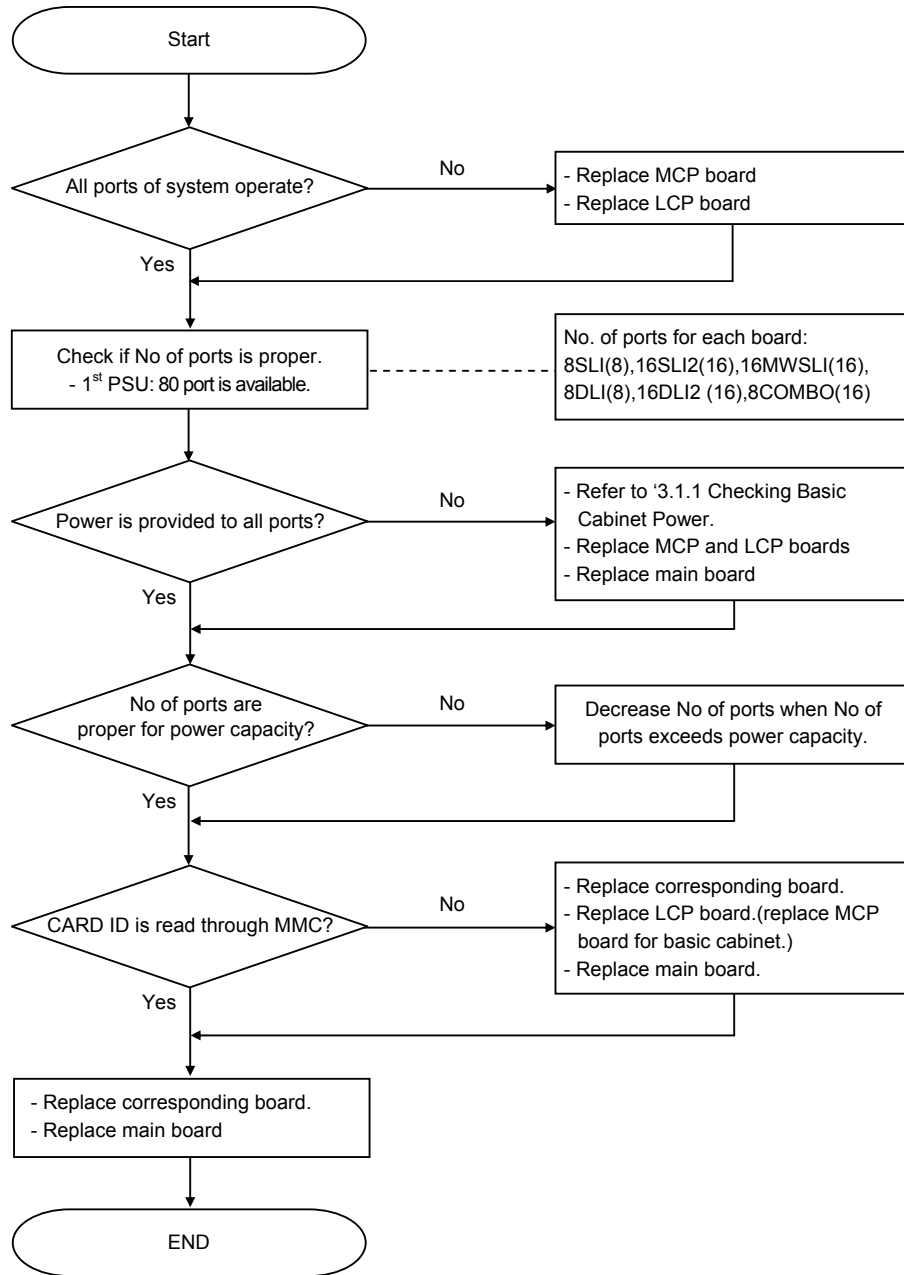 Start
All ports of system operate?
No
- Replace MCP board
- Replace LCP board
Yes
Check if No of ports is proper.
- 1st PSU: 80 port is available.
No. of ports for each board:
8SLI(8),16SLI2(16),16MWSLI(16),
8DLI(8),16DLI2 (16),8COMBO(16)
Power is provided to all ports?
No
- Refer to ‘3.1.1 Checking Basic
Cabinet Power.
- Replace MCP and LCP boards
- Replace main board
Yes
No of ports are
proper for power capacity?
No
Decrease No of ports when No of
ports exceeds power capacity.
Yes
CARD ID is read through MMC?
No
- Replace corresponding board.
- Replace LCP board.(replace MCP
board for basic cabinet.)
- Replace main board.
Yes
- Replace corresponding board.
- Replace main board
END